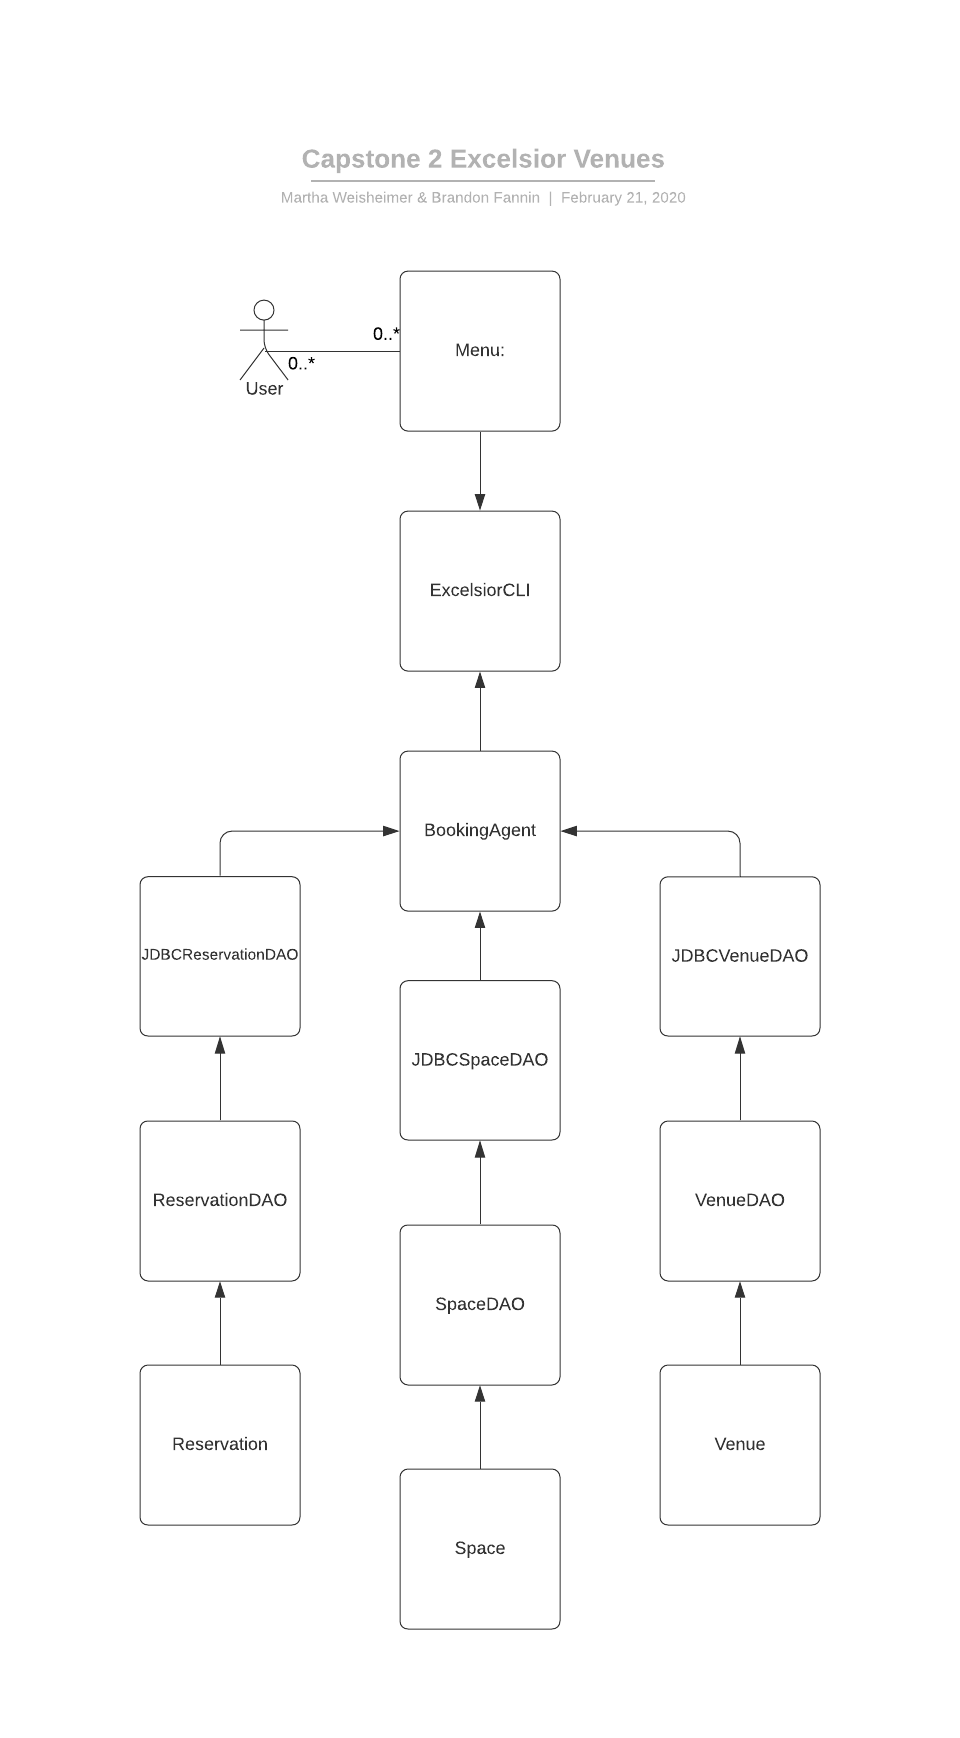 Capstone 2 Excelsior Venues
Martha Weisheimer & Brandon Fannin | February 21, 2020
0..*
Menu:
0..*
User
ExcelsiorCLI
BookingAgent
JDBCReservationDAO
JDBCVenueDAO
JDBCSpaceDAO
ReservationDAO
VenueDAO
SpaceDAO
Reservation
Venue
Space